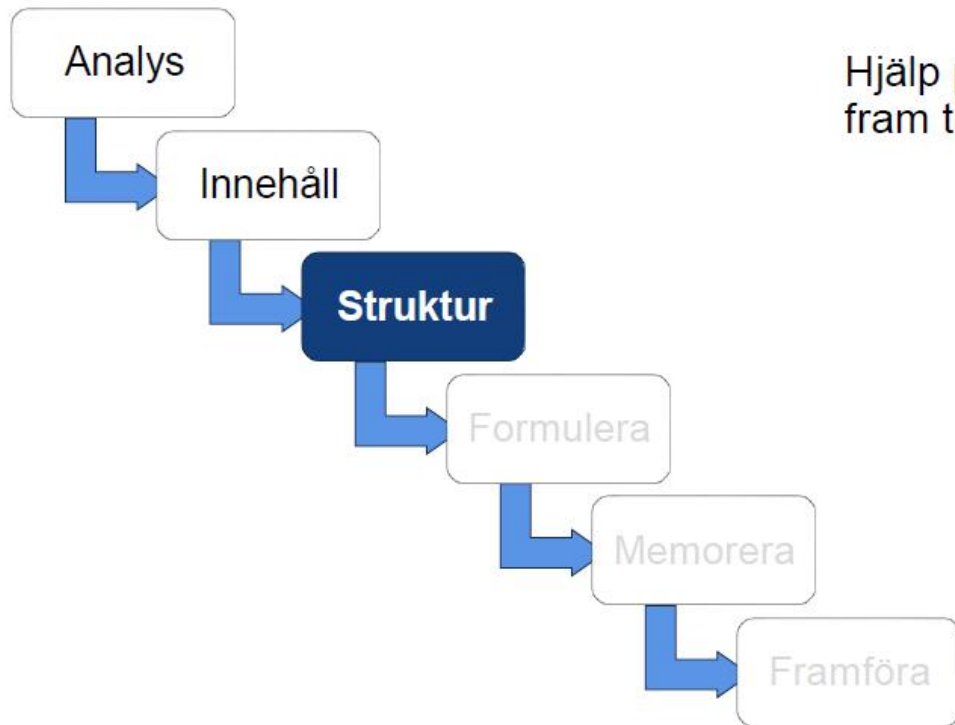 Analys
Hjälp
fram t
Innehåll
Struktur
Formulera
Memorera
Framföra